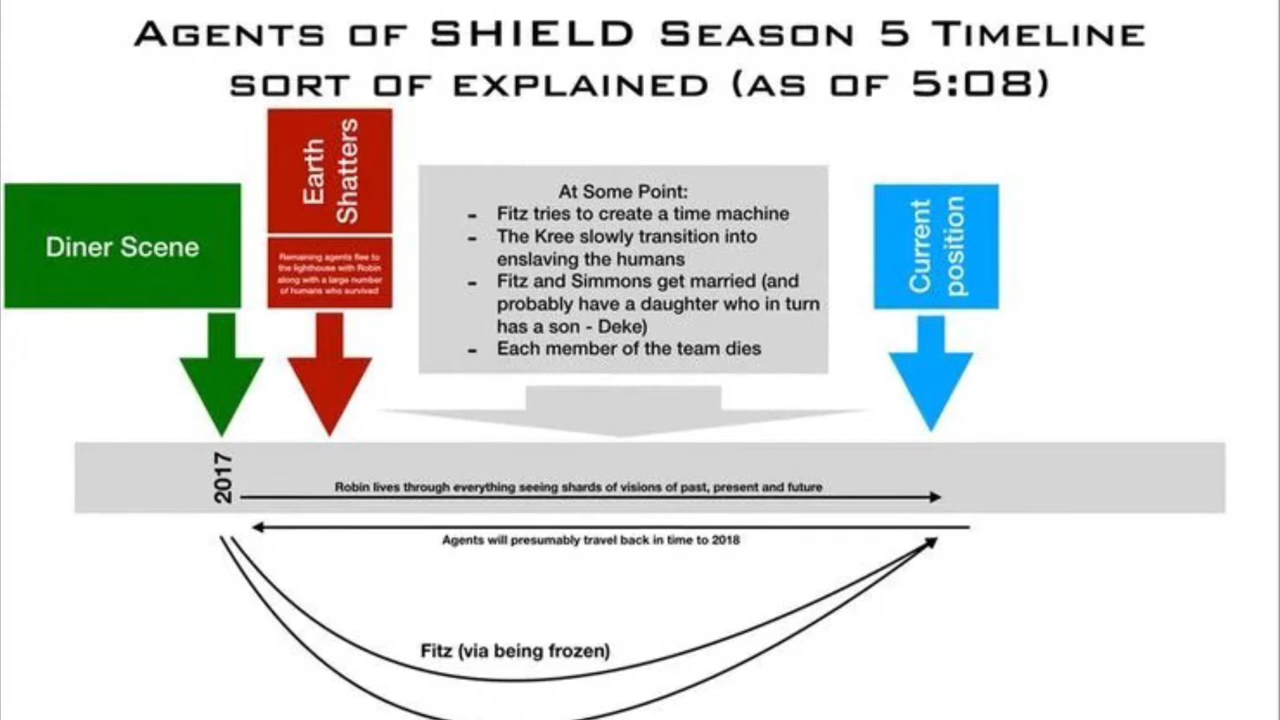 AGENTS OF SHIELD SEASON 5 TIMELINE
SORT OF EXPLAINED (AS OF 5:08)
Diner Scene
Earth
Shatters
Remaining agents flee to
the lighthouse with Robin
along with a large number
of humans who survived
At Some Point:
- Fitz tries to create a time machine
- The Kree slowly transition into
enslaving the humans
- Fitz and Simmons get married (and
probably have a daughter who in turn
has a son - Deke)
- Each member of the team dies
Current
position
2017
Robin lives through everything seeing shards of visions of past, present and future
Agents will presumably travel back in time to 2018
Fitz (via being frozen)